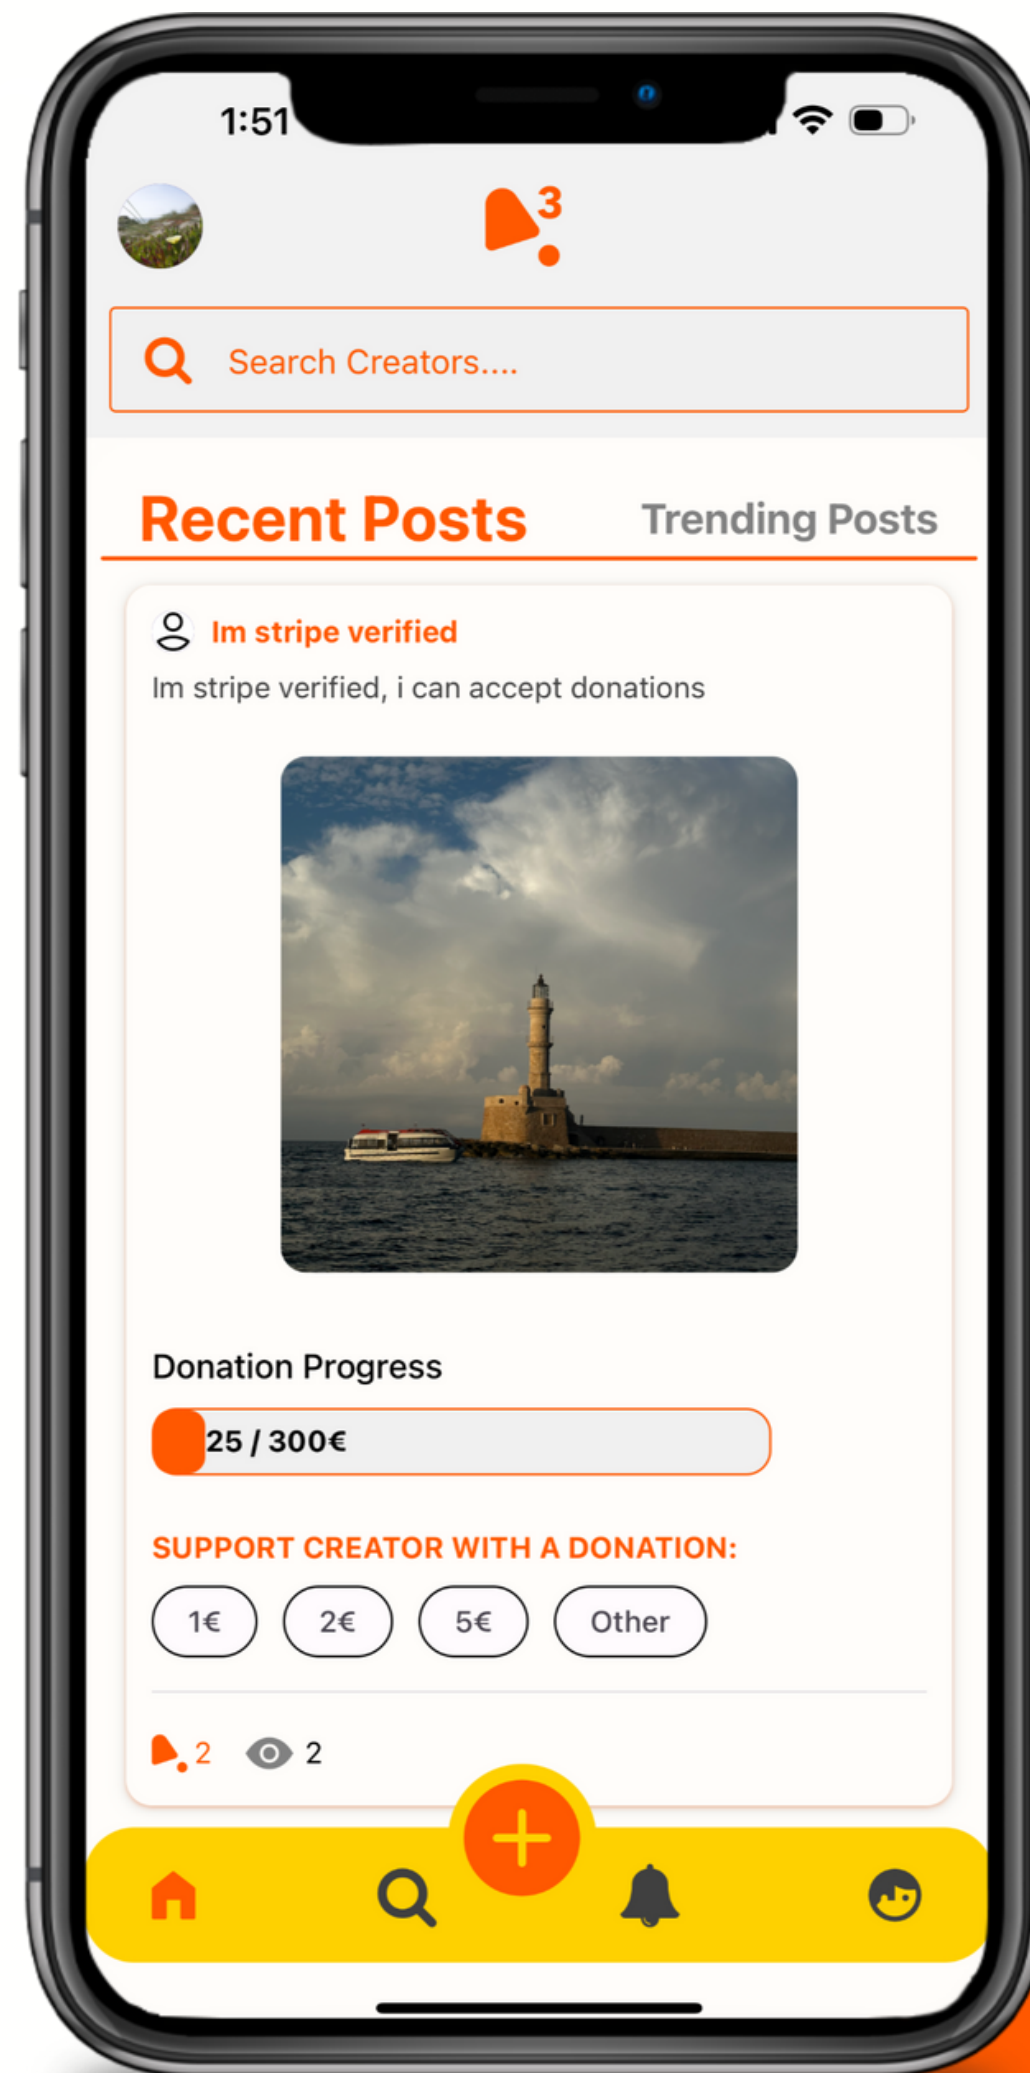 1:51
3
Search Creators....
Recent Posts
Trending Posts
Im stripe verified
Im stripe verified, i can accept donations
Donation Progress
25 / 300€
SUPPORT CREATOR WITH A DONATION:
1€ 2€ 5€ Other
2 2